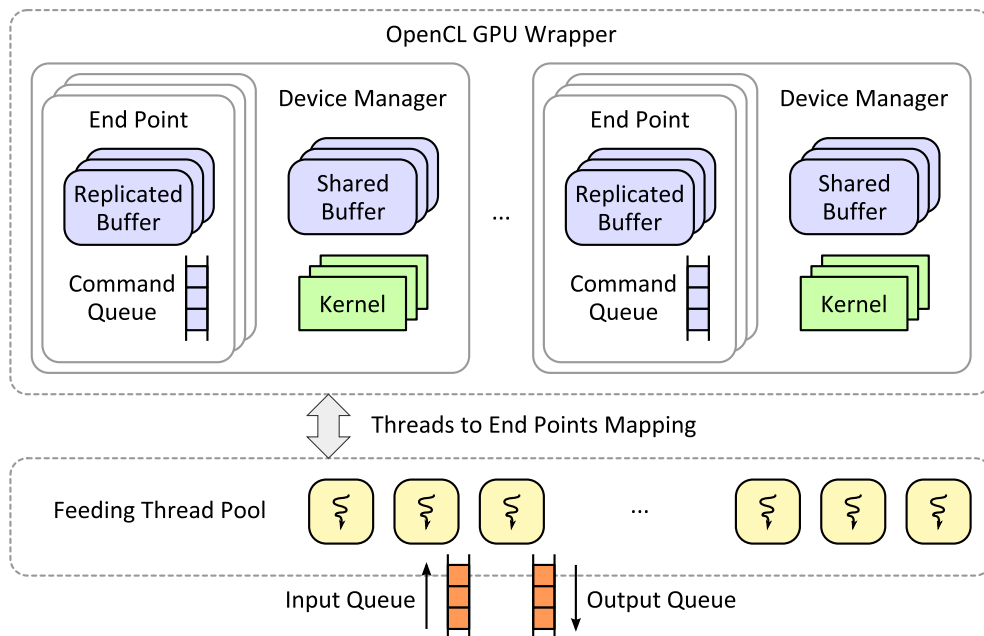 OpenCL GPU Wrapper
End Point
Device Manager
Replicated
Buffer
Shared
Buffer
Command
Queue
Kernel
...
End Point
Device Manager
Replicated
Buffer
Shared
Buffer
Command
Queue
Kernel
Threads to End Points Mapping
Feeding Thread Pool
...
Input Queue
Output Queue